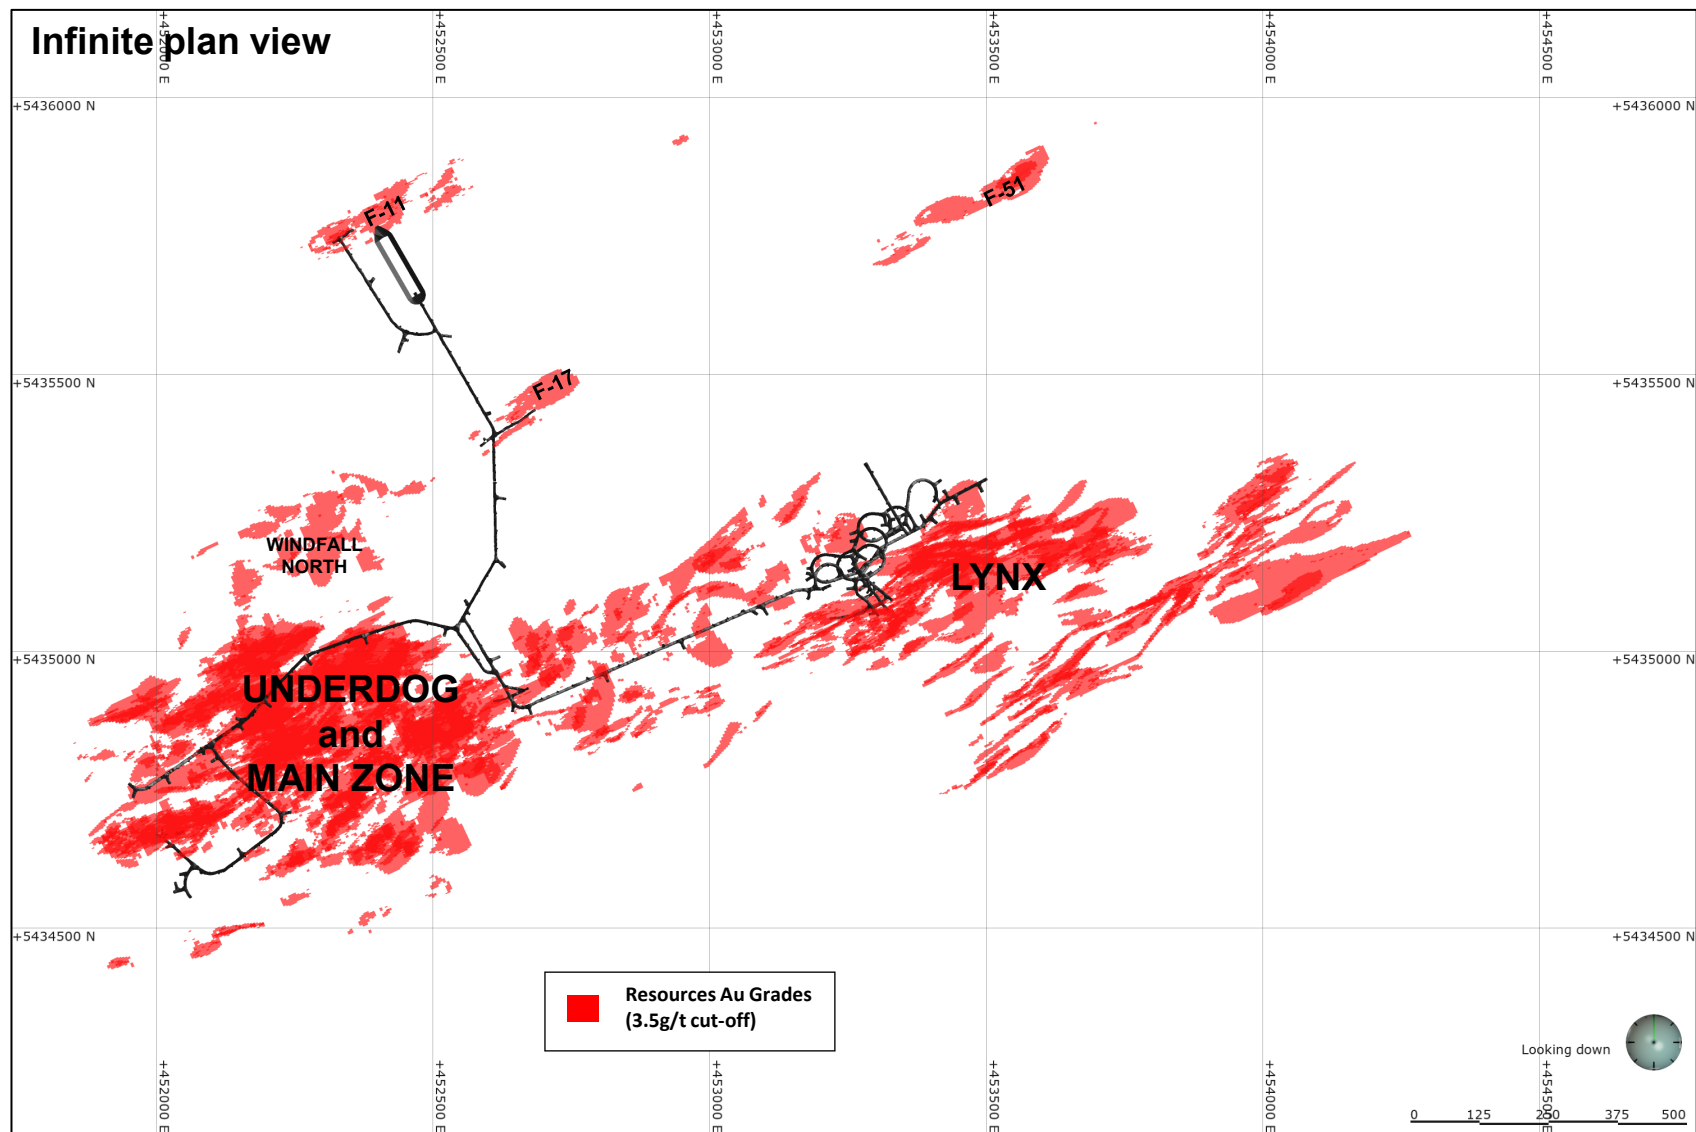 Infinite plan view
+452000 E
+452500 E
+453000 E
+453500 E
+454000 E
+454500 E
+5436000 N
+5436000 N
F-11
F-51
+5435500 N
F-17
+5435500 N
WINDFALL
NORTH
LYNX
+5435000 N
+5435000 N
UNDERDOG
and
MAIN ZONE
+5434500 N
+5434500 N
Resources Au Grades
(3.5g/t cut-off)
Looking down
+452000 E
+452500 E
+453000 E
+453500 E
+454000 E
+454500 E
0 125 250 375 500